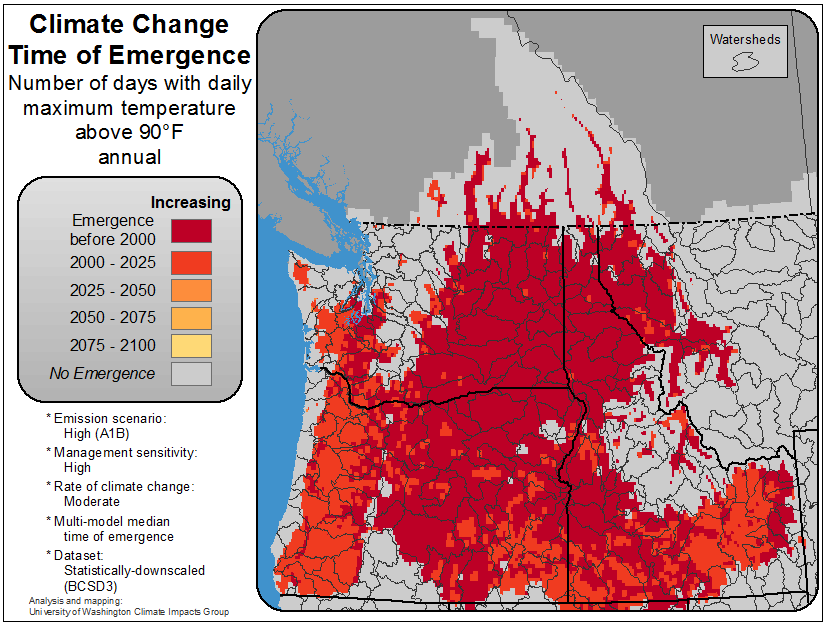 Climate Change
Time of Emergence
Number of days with daily
maximum temperature
above 90°F
annual
Watersheds
Increasing
Emergence
before 2000
2000 - 2025
2025 - 2050
2050 - 2075
2075 - 2100
No Emergence
* Emission scenario:
High (A1B)
* Management sensitivity:
High
* Rate of climate change:
Moderate
* Multi-model median
time of emergence
* Dataset:
Statistically-downscaled
(BCSD3)
Analysis and mapping:
University of Washington Climate Impacts Group